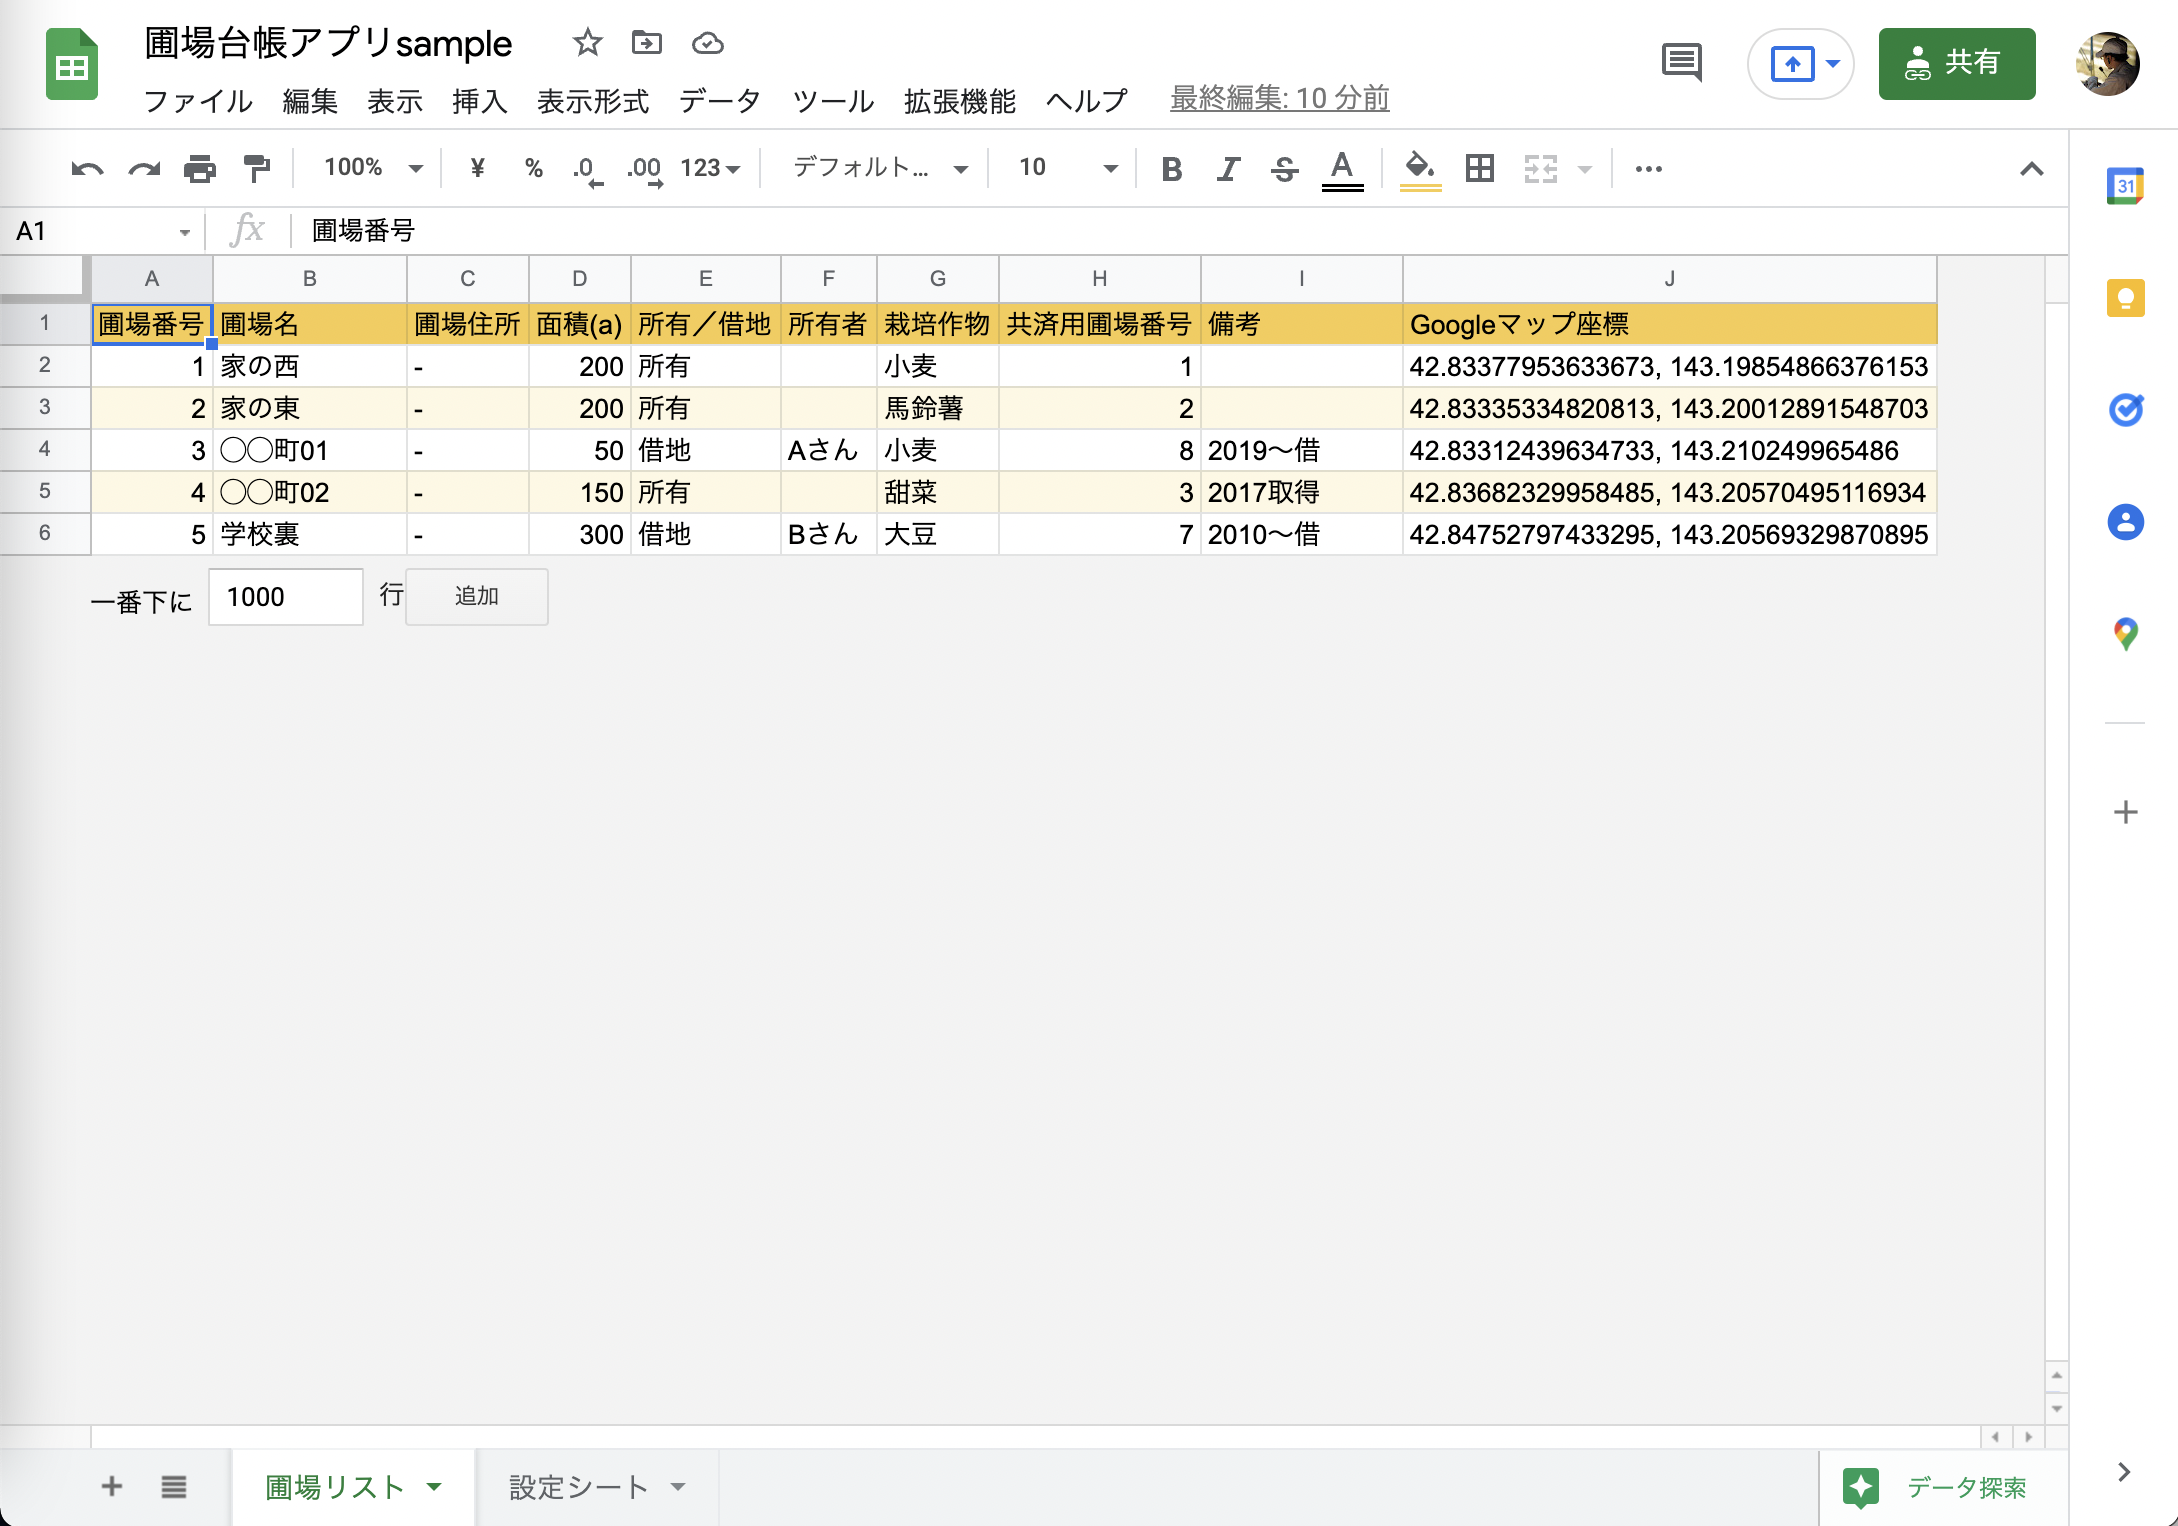 圃場台帳アプリsample
ファイル 編集 表示 挿入 表示形式 データ ツール 拡張機能 ヘルプ 最終編集: 10 分前
共有
100% ¥ % .0 .00 123 デフォルト... 10 B I S A
31
A1 fx 圃場番号
A B C D E F G H I J
1 圃場番号 圃場名 圃場住所 面積(a) 所有／借地 所有者 栽培作物 共済用圃場番号 備考 Googleマップ座標
2 1 家の西 - 200 所有 小麦 1 42.83377953633673, 143.19854866376153
3 2 家の東 - 200 所有 馬鈴薯 2 42.83335334820813, 143.20012891548703
4 3 ◯◯町01 - 50 借地 Aさん 小麦 8 2019〜借 42.83312439634733, 143.210249965486
5 4 ◯◯町02 - 150 所有 甜菜 3 2017取得 42.83682329958485, 143.20570495116934
6 5 学校裏 - 300 借地 Bさん 大豆 7 2010〜借 42.84752797433295, 143.20569329870895
一番下に 1000 行 追加
圃場リスト 設定シート データ探索